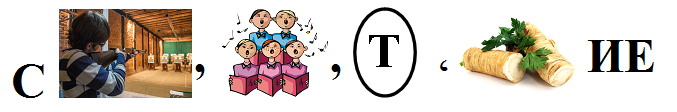 С , , Т ‘ ИЕ